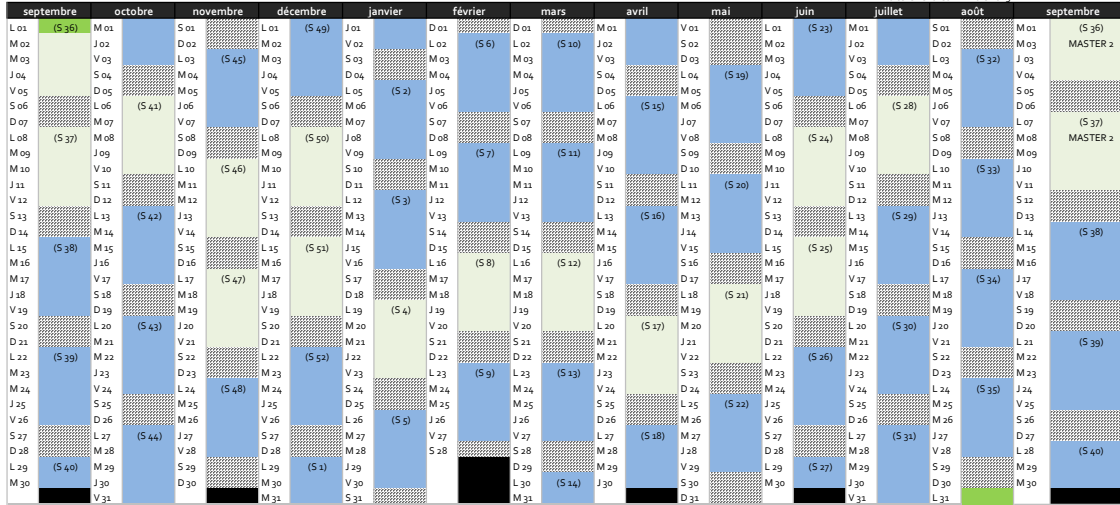 septembre octobre novembre décembre janvier février mars avril mai juin juillet août septembre
L 01 (S 36) M 01 S 01 L 01 (S 49) J 01 D 01 D 01 M 01 V 01 L 01 (S 23) M 01 S 01 M 01 (S 36)
M 02 J 02 D 02 M 02 V 02 L 02 (S 6) L 02 (S 10) J 02 S 02 M 02 J 02 D 02 M 02 MASTER 2
M 03 V 03 L 03 (S 45) M 03 S 03 M 03 M 03 V 03 D 03 M 03 V 03 L 03 (S 32) J 03
J 04 S 04 M 04 J 04 D 04 M 04 M 04 S 04 L 04 (S 19) J 04 S 04 M 04 V 04
V 05 D 05 M 05 V 05 L 05 (S 2) J 05 J 05 D 05 M 05 V 05 D 05 M 05 S 05
S 06 L 06 (S 41) J 06 S 06 M 06 V 06 V 06 L 06 (S 15) M 06 S 06 L 06 (S 28) J 06 D 06
D 07 M 07 V 07 D 07 M 07 S 07 S 07 M 07 J 07 D 07 M 07 V 07 L 07 (S 37)
L 08 (S 37) M 08 S 08 L 08 (S 50) J 08 D 08 D 08 M 08 V 08 L 08 (S 24) M 08 S 08 M 08 MASTER 2
M 09 J 09 D 09 M 09 V 09 L 09 (S 7) L 09 (S 11) J 09 S 09 M 09 J 09 D 09 M 09
M 10 V 10 L 10 (S 46) M 10 S 10 M 10 M 10 V 10 D 10 M 10 V 10 L 10 (S 33) J 10
J 11 S 11 M 11 J 11 D 11 M 11 M 11 S 11 L 11 (S 20) J 11 S 11 M 11 V 11
V 12 D 12 M 12 V 12 L 12 (S 3) J 12 J 12 D 12 M 12 V 12 D 12 M 12 S 12
S 13 L 13 (S 42) J 13 S 13 M 13 V 13 V 13 L 13 (S 16) M 13 S 13 L 13 (S 29) J 13 D 13
D 14 M 14 V 14 D 14 M 14 S 14 S 14 M 14 J 14 D 14 M 14 V 14 L 14 (S 38)
L 15 (S 38) M 15 S 15 L 15 (S 51) J 15 D 15 D 15 M 15 V 15 L 15 (S 25) M 15 S 15 M 15
M 16 J 16 D 16 M 16 V 16 L 16 (S 8) L 16 (S 12) J 16 S 16 M 16 J 16 D 16 M 16
M 17 V 17 L 17 (S 47) M 17 S 17 M 17 M 17 V 17 D 17 M 17 V 17 L 17 (S 34) J 17
J 18 S 18 M 18 J 18 D 18 M 18 M 18 S 18 L 18 (S 21) J 18 S 18 M 18 V 18
V 19 D 19 M 19 V 19 L 19 (S 4) J 19 J 19 D 19 M 19 V 19 D 19 M 19 S 19
S 20 L 20 (S 43) J 20 S 20 M 20 V 20 V 20 L 20 (S 17) M 20 S 20 L 20 (S 30) J 20 D 20
D 21 M 21 V 21 D 21 M 21 S 21 S 21 M 21 J 21 D 21 M 21 V 21 L 21 (S 39)
L 22 (S 39) M 22 S 22 L 22 (S 52) J 22 D 22 D 22 M 22 V 22 L 22 (S 26) M 22 S 22 M 22
M 23 J 23 D 23 M 23 V 23 L 23 (S 9) L 23 (S 13) J 23 S 23 M 23 J 23 D 23 M 23
M 24 V 24 L 24 (S 48) M 24 S 24 M 24 M 24 V 24 D 24 M 24 V 24 L 24 (S 35) J 24
J 25 S 25 M 25 J 25 D 25 M 25 M 25 S 25 L 25 (S 22) J 25 S 25 M 25 V 25
V 26 D 26 M 26 V 26 L 26 (S 5) J 26 J 26 D 26 M 26 V 26 D 26 M 26 S 26
S 27 L 27 (S 44) J 27 S 27 M 27 V 27 V 27 L 27 (S 18) M 27 S 27 L 27 (S 31) J 27 D 27
D 28 M 28 V 28 D 28 M 28 S 28 S 28 M 28 J 28 D 28 M 28 V 28 L 28 (S 40)
L 29 (S 40) M 29 S 29 L 29 (S 1) J 29 D 29 M 29 V 29 L 29 (S 27) M 29 S 29 M 29
M 30 J 30 D 30 M 30 V 30 L 30 (S 14) J 30 S 30 M 30 J 30 D 30 M 30
V 31 M 31 S 31 M 31 D 31 V 31 L 31